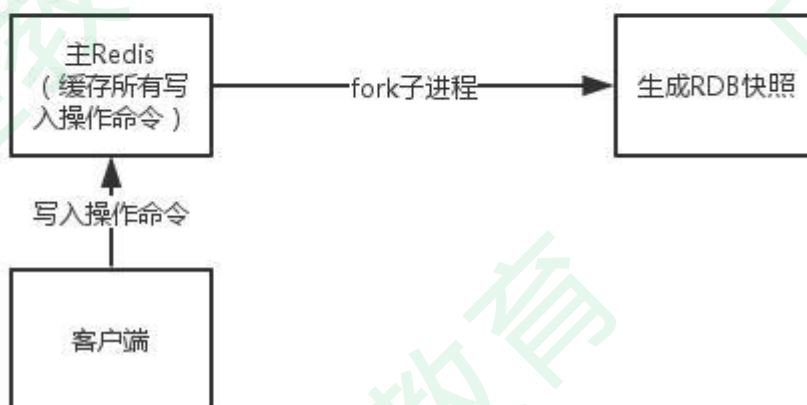 主Redis
（缓存所有写
入操作命令）
fork子进程
生成RDB快照
写入操作命令
客户端
教育